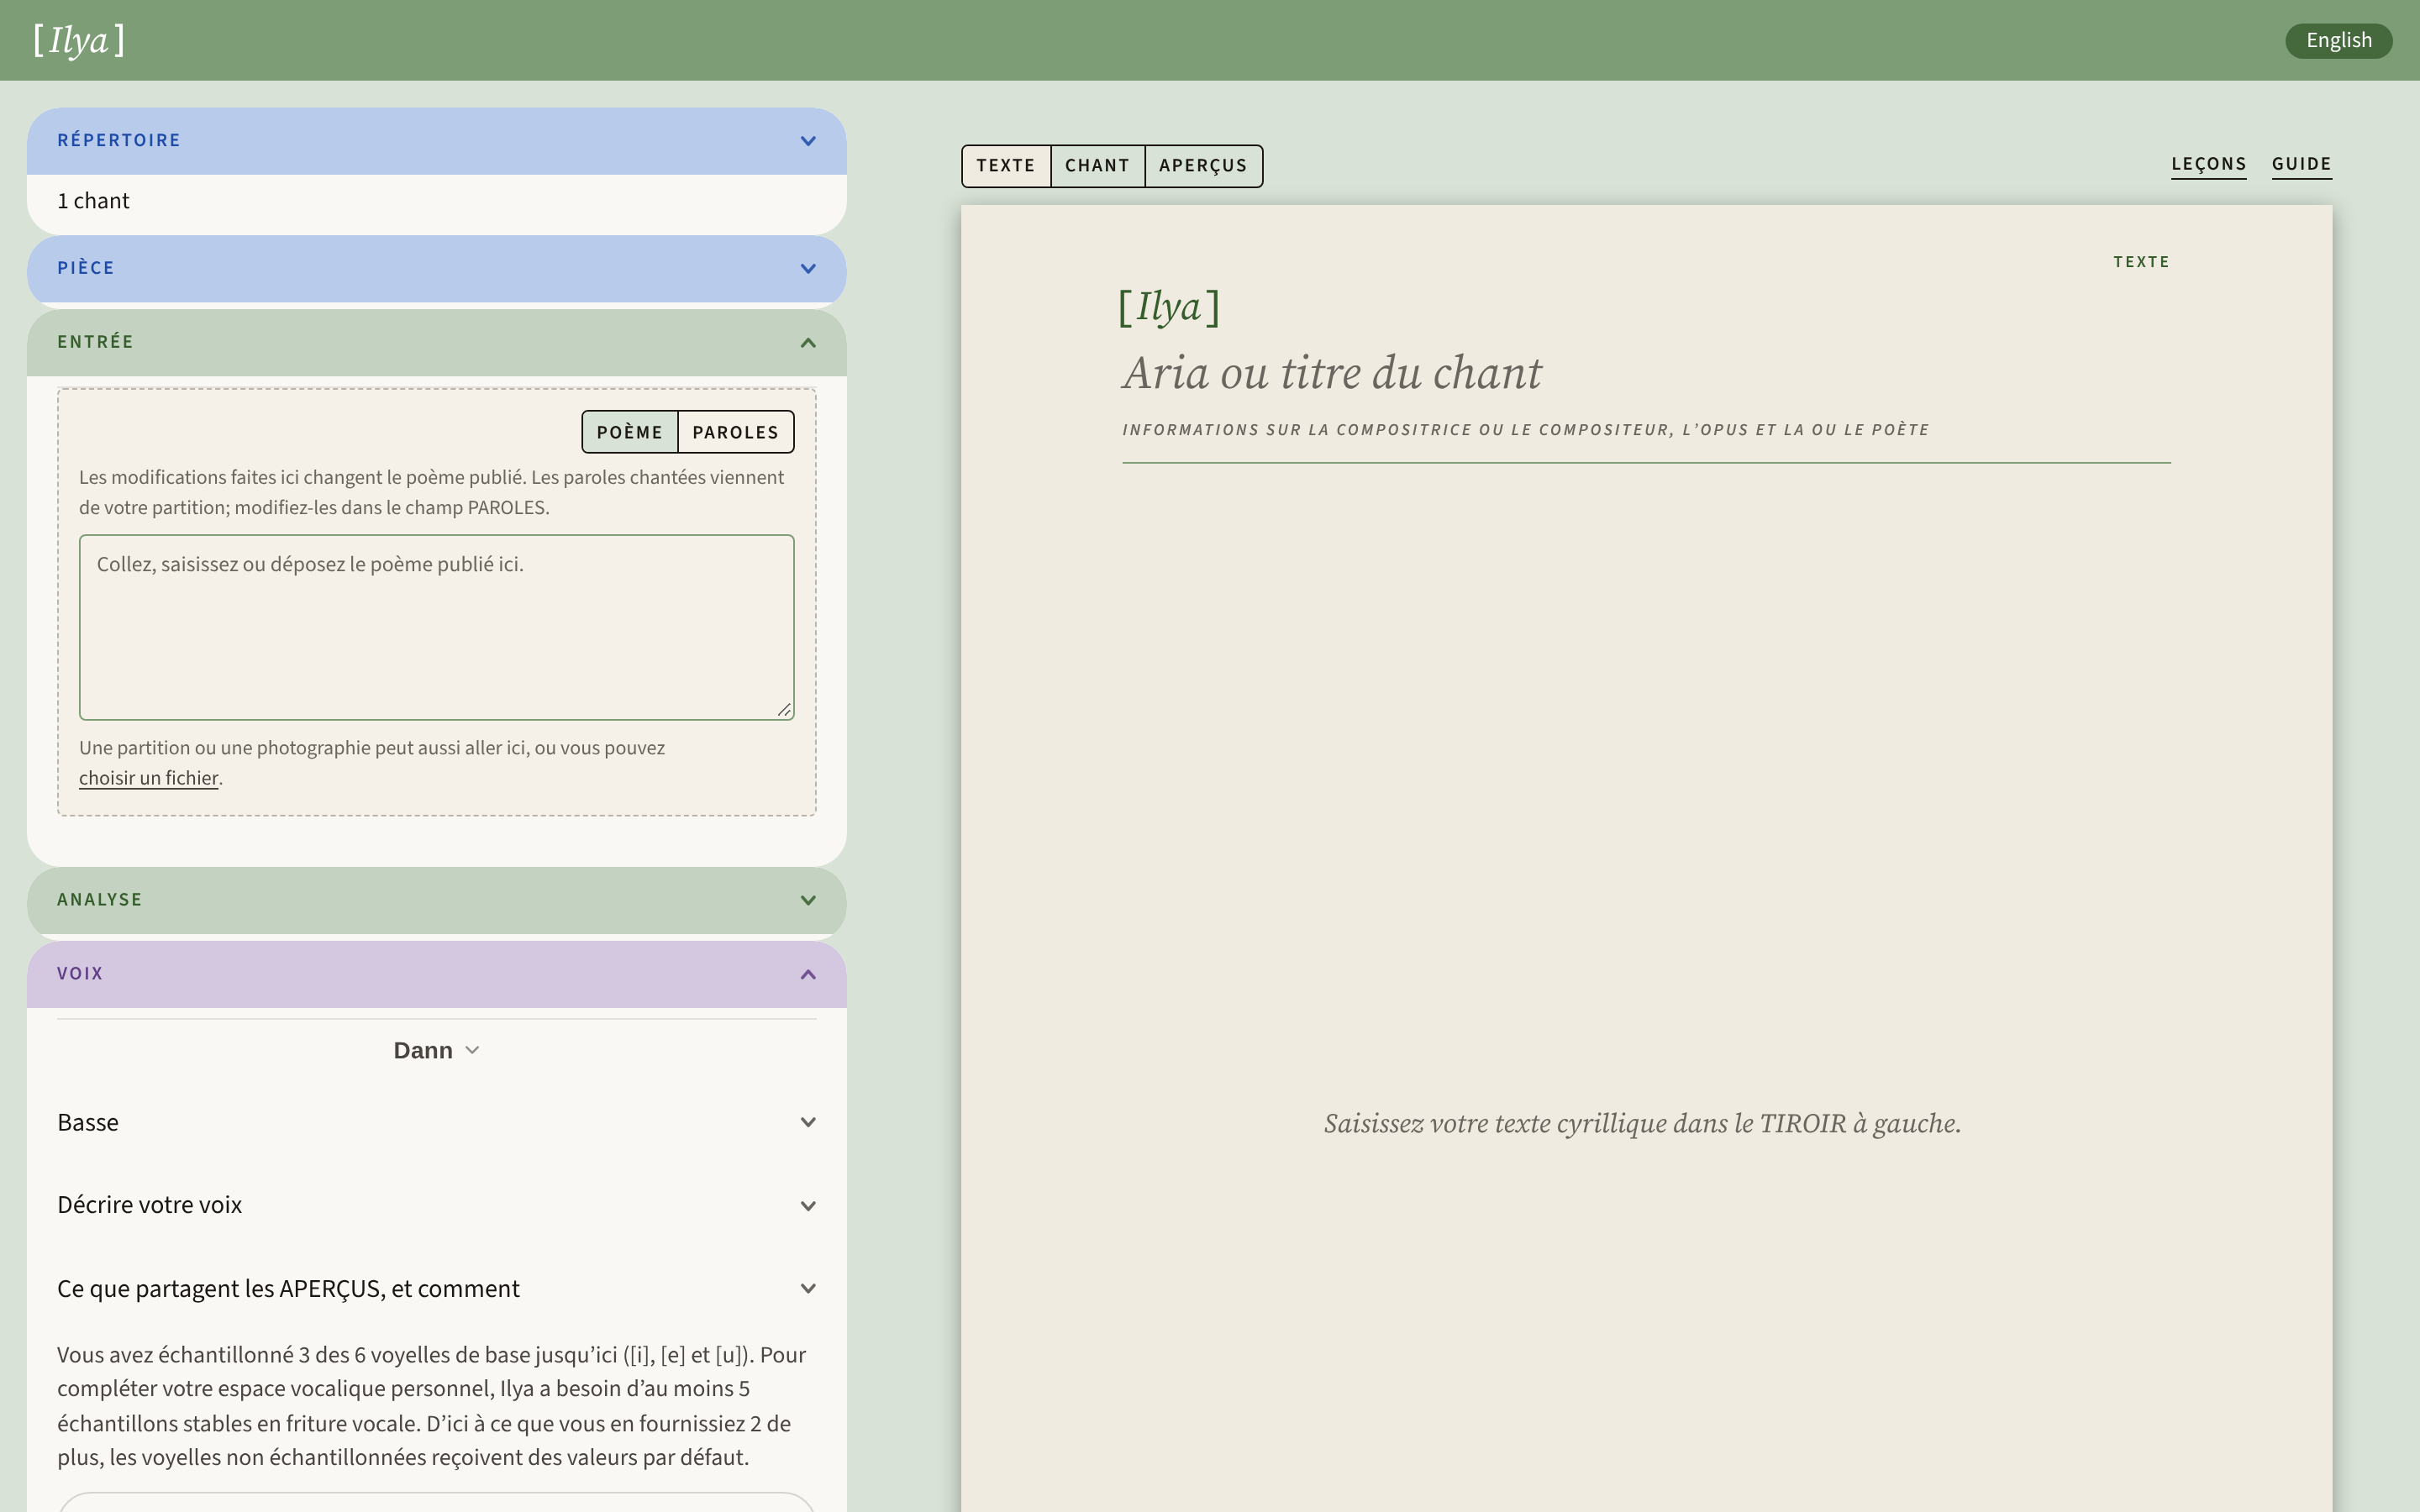 [Ilya]
English
RÉPERTOIRE
1 chant
PIÈCE
ENTRÉE
POÈME
PAROLES
Les modifications faites ici changent le poème publié. Les paroles chantées viennent
de votre partition; modifiez-les dans le champ PAROLES.
Collez, saisissez ou déposez le poème publié ici.
Une partition ou une photographie peut aussi aller ici, ou vous pouvez
choisir un fichier.
ANALYSE
VOIX
Dann
Basse
Décrire votre voix
Ce que partagent les APERÇUS, et comment
Vous avez échantillonné 3 des 6 voyelles de base jusqu’ici ([i], [e] et [u]). Pour
compléter votre espace vocalique personnel, Ilya a besoin d’au moins 5
échantillons stables en friture vocale. D’ici à ce que vous en fournissiez 2 de
plus, les voyelles non échantillonnées reçoivent des valeurs par défaut.
TEXTE
CHANT
APERÇUS
LEÇONS
GUIDE
TEXTE
[Ilya]
Aria ou titre du chant
INFORMATIONS SUR LA COMPOSITRICE OU LE COMPOSITEUR, L’OPUS ET LA OU LE POÈTE
Saisissez votre texte cyrillique dans le TIROIR à gauche.